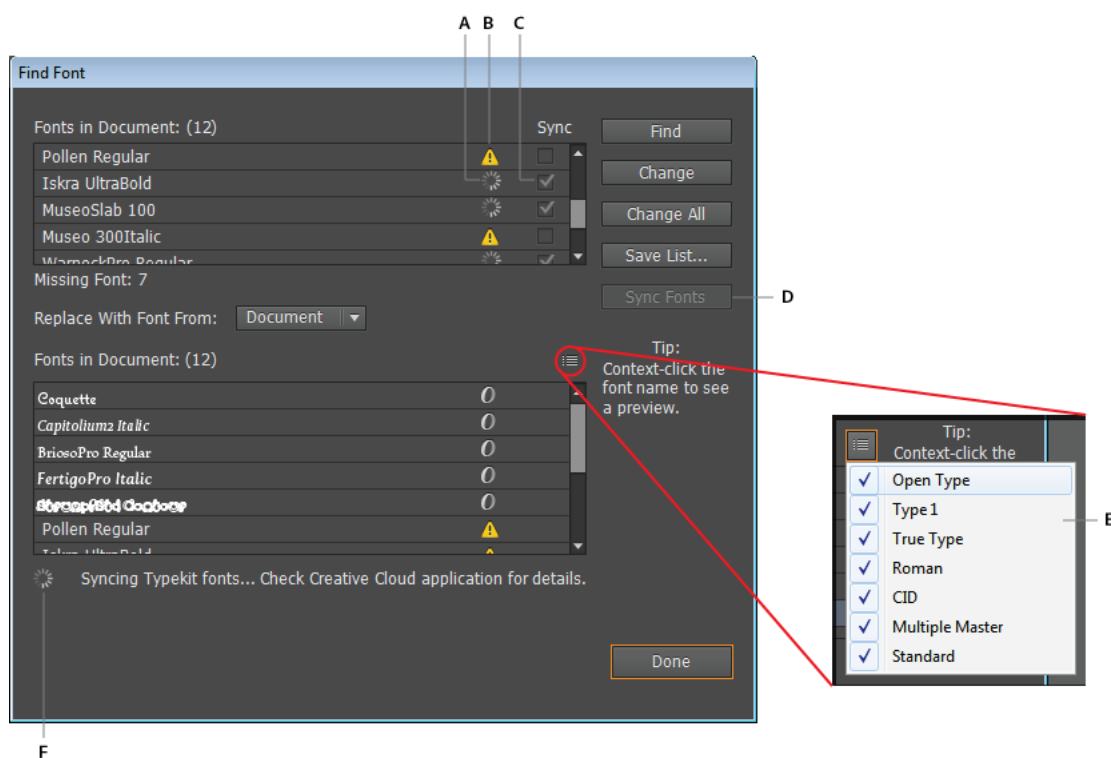 A B C
Find Font
Fonts in Document: (12) Sync
Find
Pollen Regular
Change
Iskra UltraBold
MuseoSlab 100
Change All
Museo 300Italic
WarnockPro Regular
Save List...
Missing Font: 7
Sync Fonts D
Replace With Font From: Document
Fonts in Document: (12)
Tip:
Context-click the
font name to see
a preview.
Coquette
Capitolium2 Italic
BriosoPro Regular
FertigoPro Italic
Pollen Regular
Iskra UltraBold
Syncing Typekit fonts... Check Creative Cloud application for details.
Done
F
Tip:
Context-click the
Open Type
Type 1
E
True Type
Roman
CID
Multiple Master
Standard